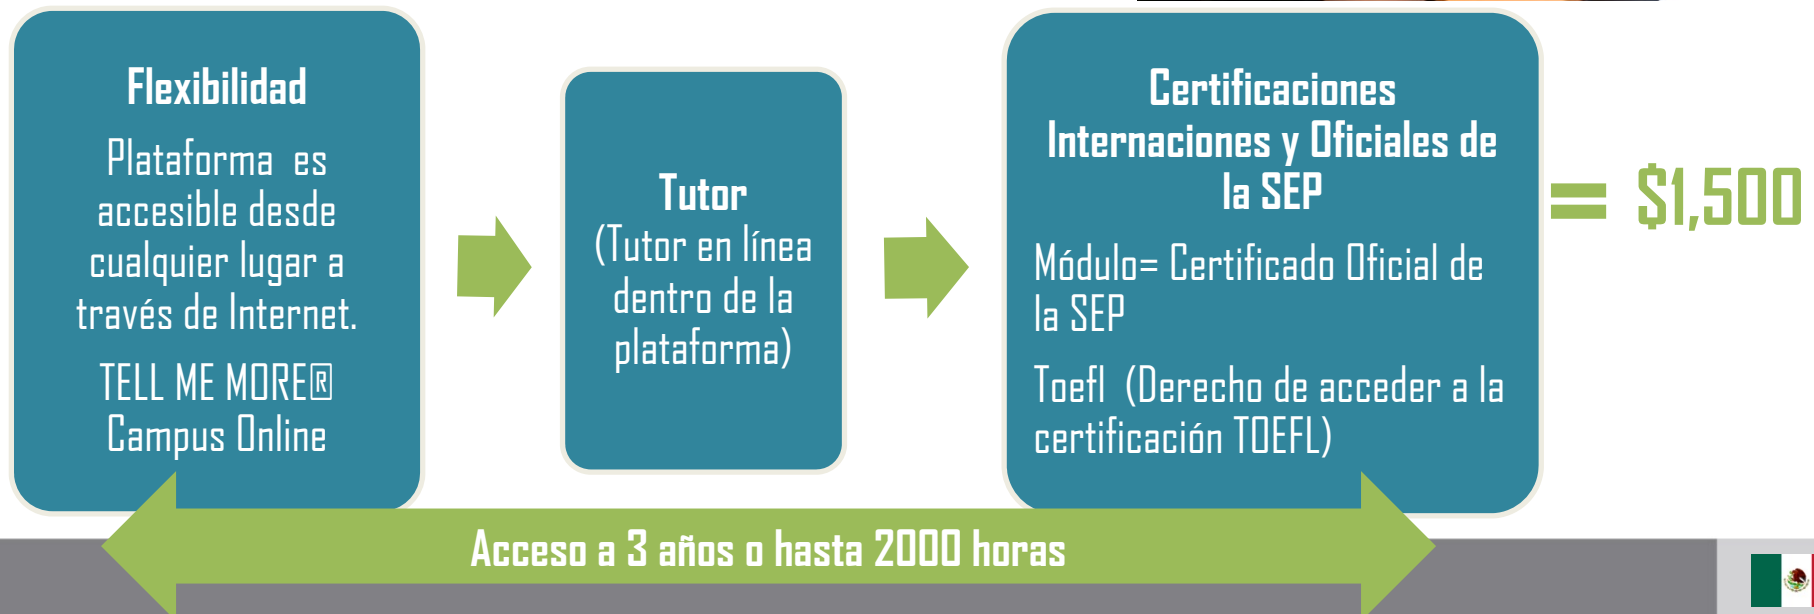 Flexibilidad
Plataforma es
accesible desde
cualquier lugar a
través de Internet.
TELL ME MORE®
Campus Online
Tutor
(Tutor en línea
dentro de la
plataforma)
Certificaciones
Internaciones y Oficiales de
la SEP
Módulo= Certificado Oficial de
la SEP
Toefl (Derecho de acceder a la
certificación TOEFL)
= $1,500
Acceso a 3 años o hasta 2000 horas